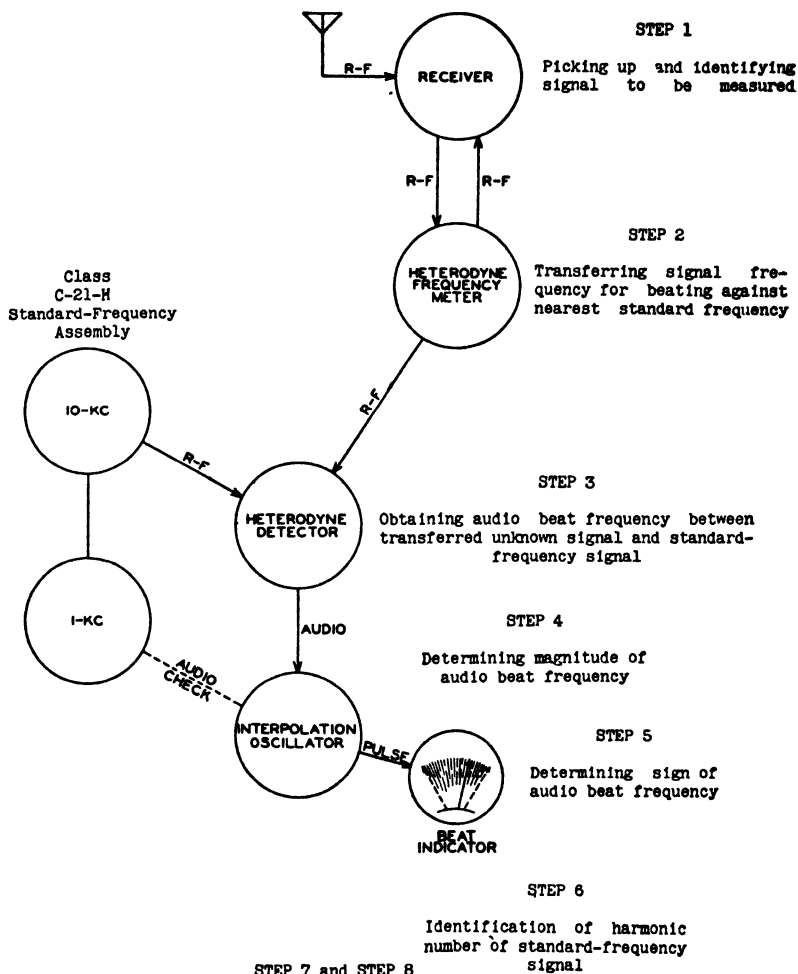 STEP 1
R-F
RECEIVER
Picking up and identifying
signal to be measured
R-F
R-F
STEP 2
HETERODYNE
FREQUENCY
METER
Transferring signal fre-
quency for beating against
nearest standard frequency
Class
C-21-H
Standard-Frequency
Assembly
10-KC
R-F
R-F
HETERODYNE
DETECTOR
STEP 3
Obtaining audio beat frequency between
transferred unknown signal and standard-
frequency signal
1-KC
AUDIO
STEP 4
Determining magnitude of
audio beat frequency
AUDIO
CHECK
INTERPOLATION
OSCILLATOR
PULSE
STEP 5
Determining sign of
audio beat frequency
BEAT
INDICATOR
STEP 6
Identification of harmonic
number of standard-frequency
signal
STEP 7 and STEP 8